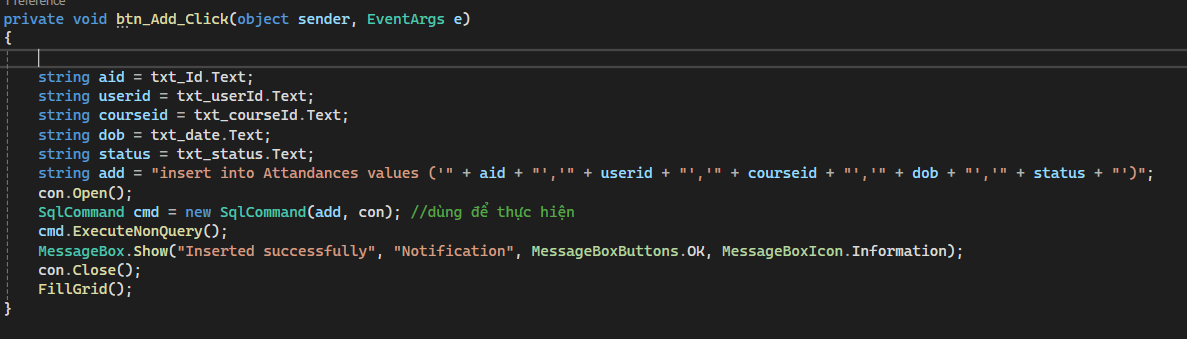 1 reference
private void btn_Add_Click(object sender, EventArgs e)
{
string aid = txt_Id.Text;
string userid = txt_userId.Text;
string courseid = txt_courseId.Text;
string dob = txt_date.Text;
string status = txt_status.Text;
string add = "insert into Attandances values ('" + aid + "','" + userid + "','" + courseid + "','" + dob + "','" + status + "')";
con.Open();
SqlCommand cmd = new SqlCommand(add, con); //dùng để thực hiện
cmd.ExecuteNonQuery();
MessageBox.Show("Inserted successfully", "Notification", MessageBoxButtons.OK, MessageBoxIcon.Information);
con.Close();
FillGrid();
}